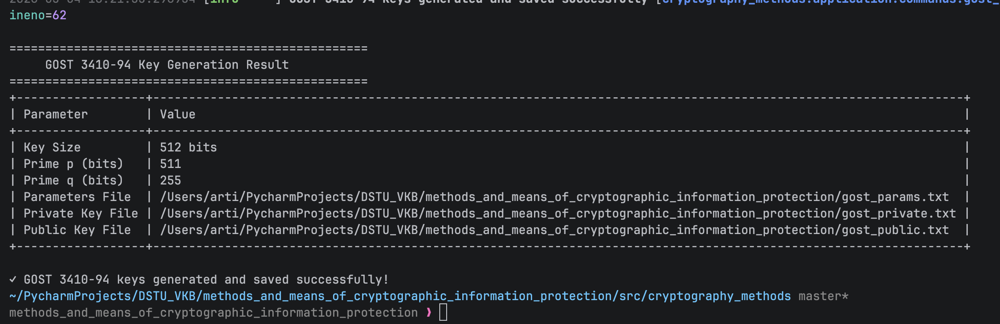 [info ] GOST 3410-94 keys generated and saved successfully [cryptography_methods.application.commands.gost_
ineno=62
==================================================
GOST 3410-94 Key Generation Result
==================================================
+------------------+-----------------------------------------------------------------------------------------------------------------+
| Parameter | Value |
+------------------+-----------------------------------------------------------------------------------------------------------------+
| Key Size | 512 bits |
| Prime p (bits) | 511 |
| Prime q (bits) | 255 |
| Parameters File | /Users/arti/PycharmProjects/DSTU_VKB/methods_and_means_of_cryptographic_information_protection/gost_params.txt |
| Private Key File | /Users/arti/PycharmProjects/DSTU_VKB/methods_and_means_of_cryptographic_information_protection/gost_private.txt |
| Public Key File | /Users/arti/PycharmProjects/DSTU_VKB/methods_and_means_of_cryptographic_information_protection/gost_public.txt |
+------------------+-----------------------------------------------------------------------------------------------------------------+
✓ GOST 3410-94 keys generated and saved successfully!
~/PycharmProjects/DSTU_VKB/methods_and_means_of_cryptographic_information_protection/src/cryptography_methods master*
methods_and_means_of_cryptographic_information_protection ❯